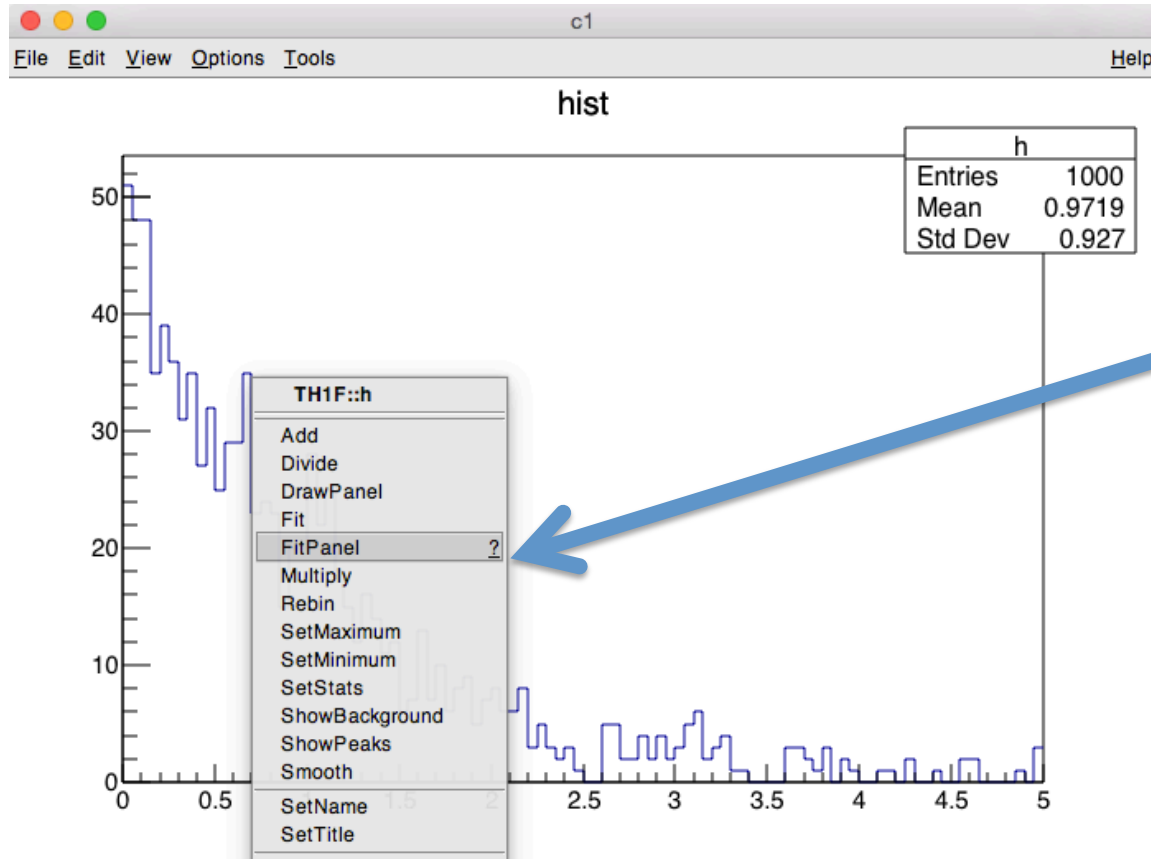 c1
File Edit View Options Tools Help
hist
h
Entries 1000
Mean 0.9719
Std Dev 0.927
50
40
30
20
10
0
TH1F::h
Add
Divide
DrawPanel
Fit
FitPanel ?
Multiply
Rebin
SetMaximum
SetMinimum
SetStats
ShowBackground
ShowPeaks
Smooth
SetName
SetTitle
0 0.5 1.5 2 2.5 3 3.5 4 4.5 5